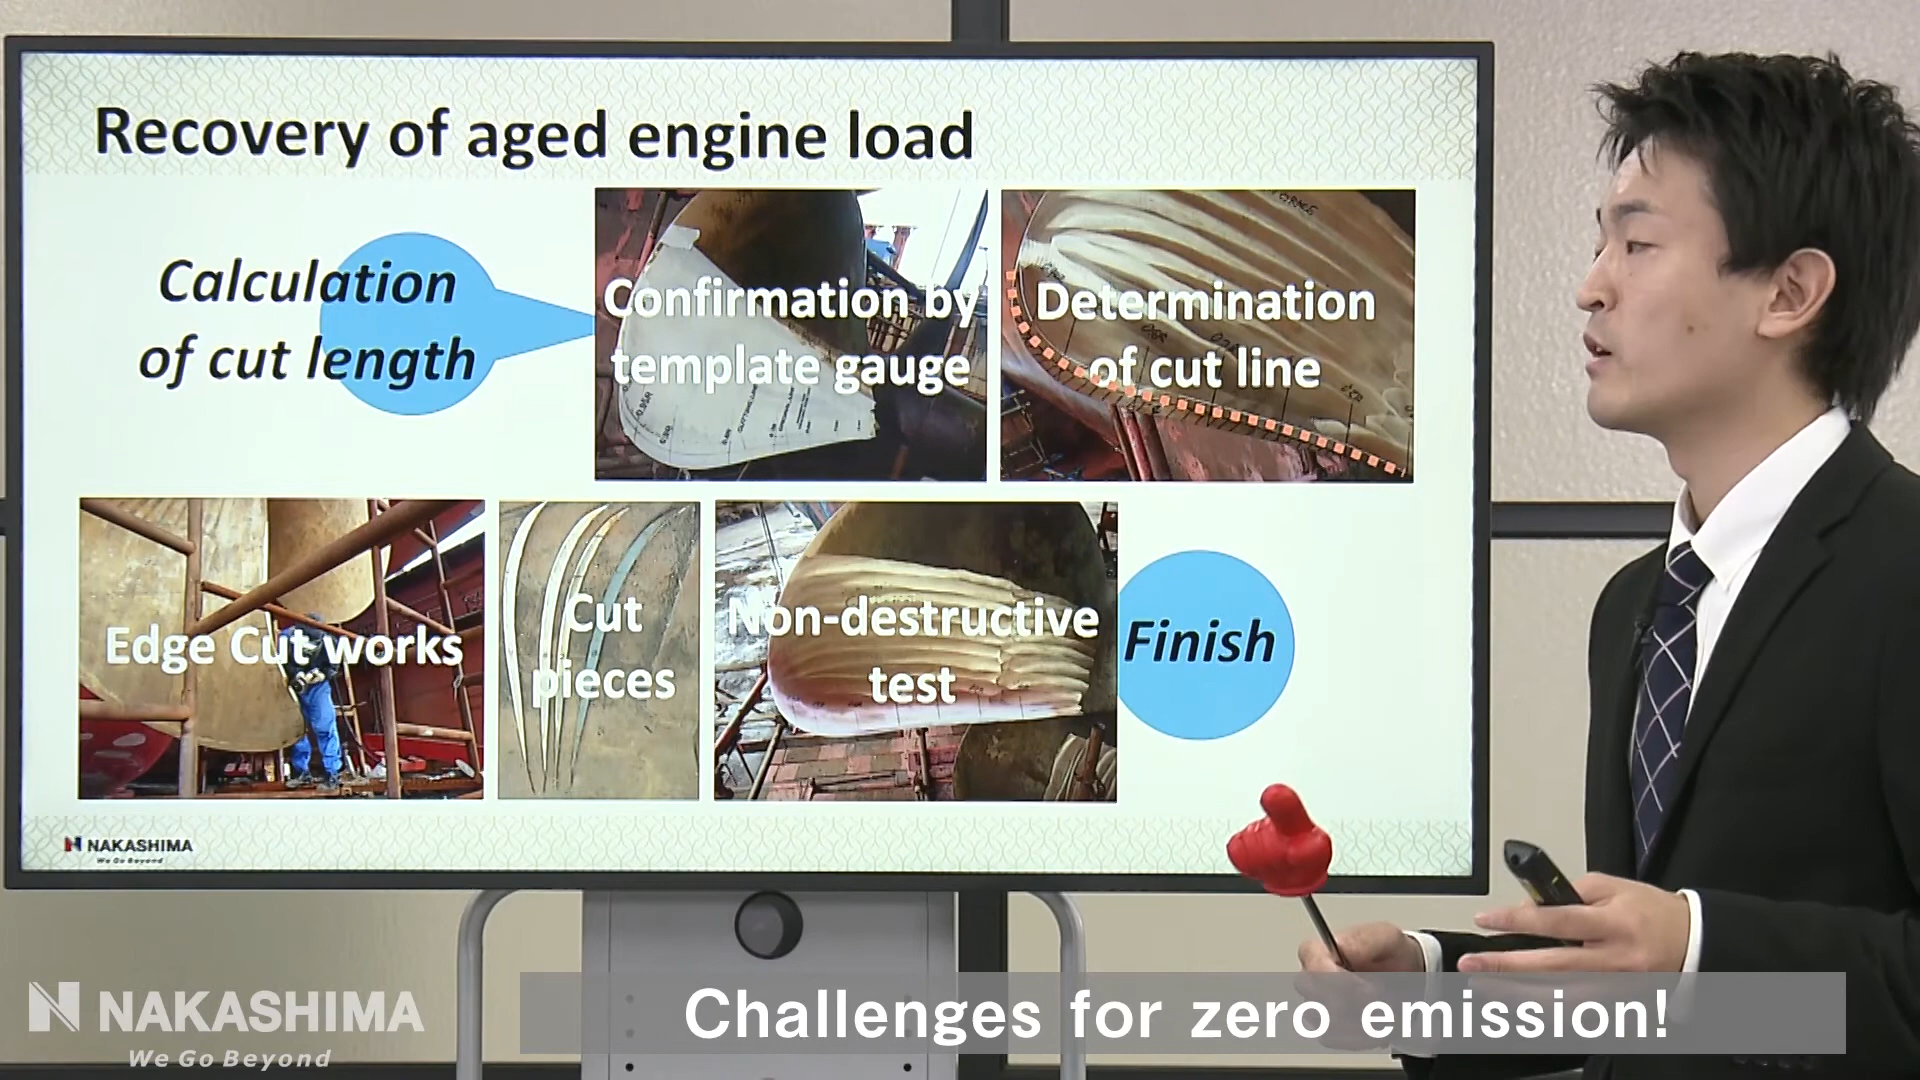 Recovery of aged engine load
Calculation
of cut length
Confirmation by
template gauge
Determination
of cut line
Edge Cut works
Cut
pieces
Non-destructive
test
Finish
NAKASHIMA
We Go Beyond
NAKASHIMA
We Go Beyond
Challenges for zero emission!